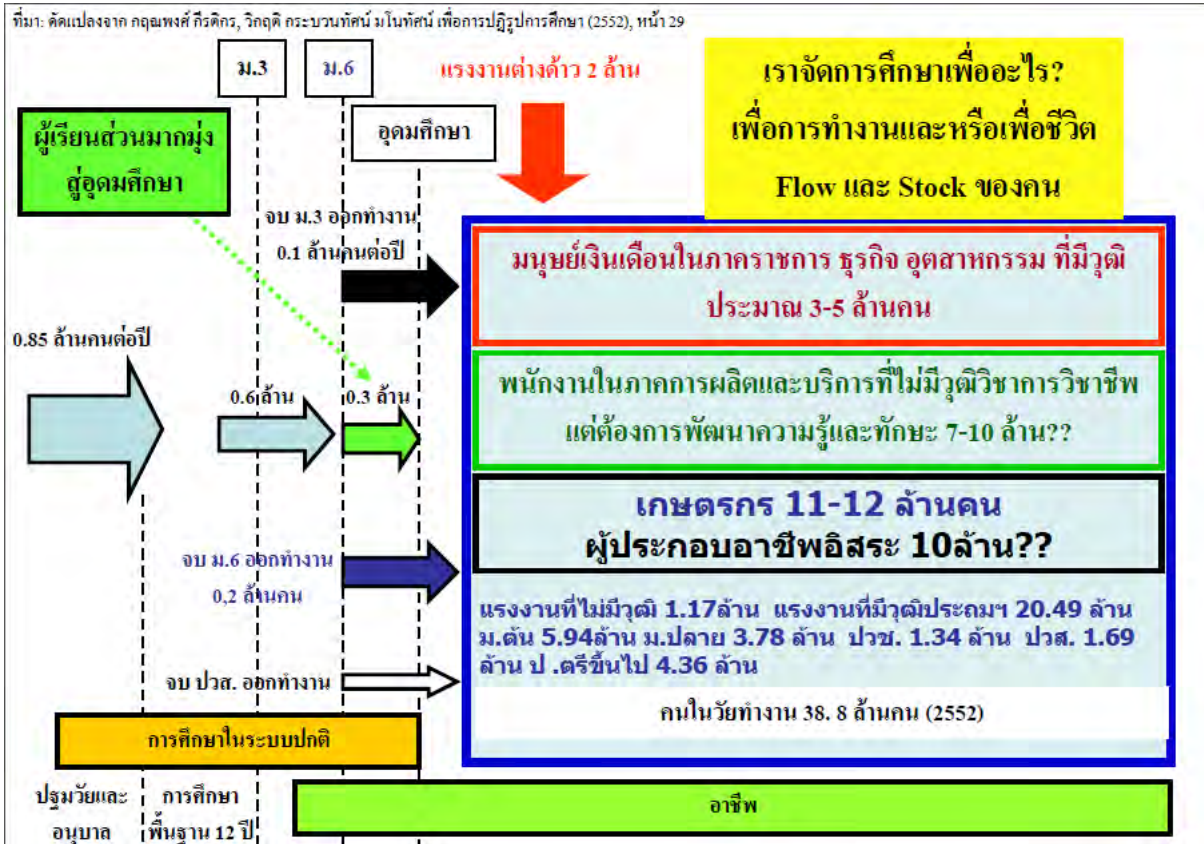 ที่มา: ดัดแปลงจาก กฤณพงศ์ กีรติกร, วิกฤติ กระบวนทัศน์ มโนทัศน์ เพื่อการปฏิรูปการศึกษา (2552), หน้า 29
ม.3
ม.6
แรงงานต่างด้าว 2 ล้าน
เราจัดการศึกษาเพื่ออะไร?
เพื่อการทำงานและหรือเพื่อชีวิต
Flow และ Stock ของคน
ผู้เรียนส่วนมากมุ่ง
สู่อุดมศึกษา
อุดมศึกษา
จบ ม.3 ออกทำงาน
0.1 ล้านคนต่อปี
มนุษย์เงินเดือนในภาคราชการ ธุรกิจ อุตสาหกรรม ที่มีวุฒิ
ประมาณ 3-5 ล้านคน
0.85 ล้านคนต่อปี
0.6 ล้าน
0.3 ล้าน
พนักงานในภาคการผลิตและบริการที่ไม่มีวุฒิวิชาการวิชาชีพ
แต่ต้องการพัฒนาความรู้และทักษะ 7-10 ล้าน??
เกษตรกร 11-12 ล้านคน
ผู้ประกอบอาชีพอิสระ 10ล้าน??
จบ ม.6 ออกทำงาน
0,2 ล้านคน
แรงงานที่ไม่มีวุฒิ 1.17ล้าน แรงงานที่มีวุฒิประถมฯ 20.49 ล้าน
ม.ต้น 5.94ล้าน ม.ปลาย 3.78 ล้าน ปวช. 1.34 ล้าน ปวส. 1.69
ล้าน ป .ตรีขึ้นไป 4.36 ล้าน
จบ ปวส. ออกทำงาน
คนในวัยทำงาน 38. 8 ล้านคน (2552)
การศึกษาในระบบปกติ
ปฐมวัยและ
อนุบาล
การศึกษา
พื้นฐาน 12 ปี
อาชีพ